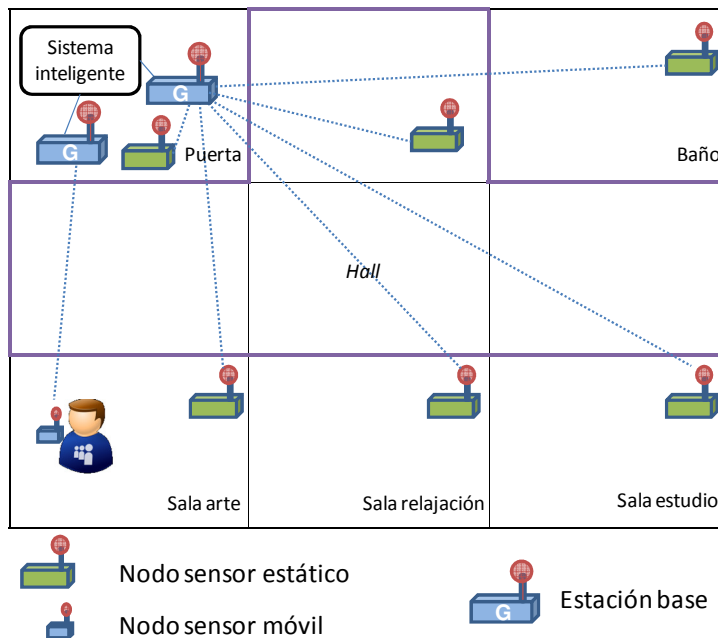 Sistema
inteligente
G
G
Puerta
Baño
Hall
Sala arte
Sala relajación
Sala estudio
Nodo sensor estático
Nodo sensor móvil
G
Estación base